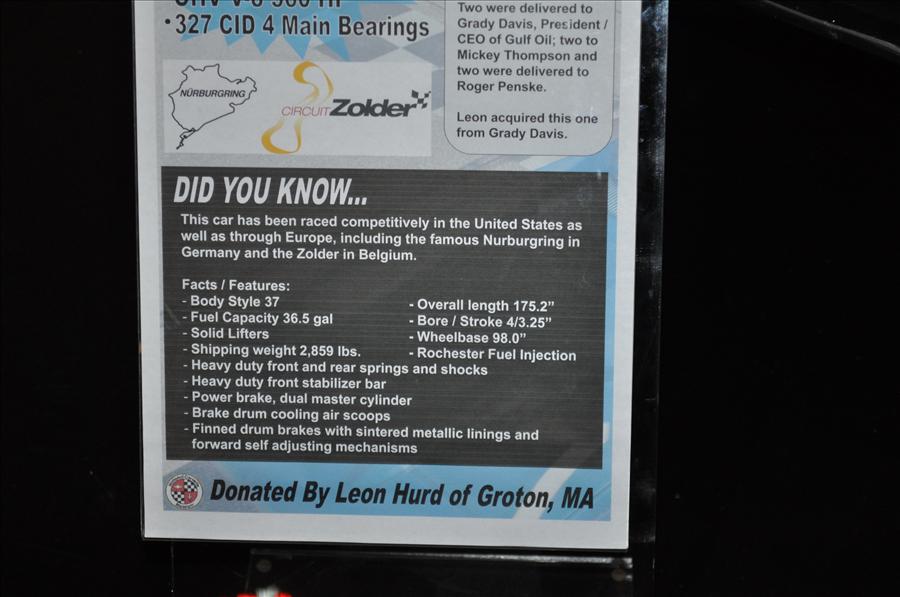 • 327 CID 4 Main Bearings
Two were delivered to
Grady Davis, President /
CEO of Gulf Oil; two to
Mickey Thompson and
two were delivered to
Roger Penske.
Leon acquired this one
from Grady Davis.
NÜRBURGRING
CIRCUIT Zolder
DID YOU KNOW...
This car has been raced competitively in the United States as
well as through Europe, including the famous Nurburgring in
Germany and the Zolder in Belgium.
Facts / Features:
- Body Style 37
- Fuel Capacity 36.5 gal
- Solid Lifters
- Shipping weight 2,859 lbs.
- Overall length 175.2”
- Bore / Stroke 4/3.25”
- Wheelbase 98.0”
- Rochester Fuel Injection
- Heavy duty front and rear springs and shocks
- Heavy duty front stabilizer bar
- Power brake, dual master cylinder
- Brake drum cooling air scoops
- Finned drum brakes with sintered metallic linings and
forward self adjusting mechanisms
Donated By Leon Hurd of Groton, MA